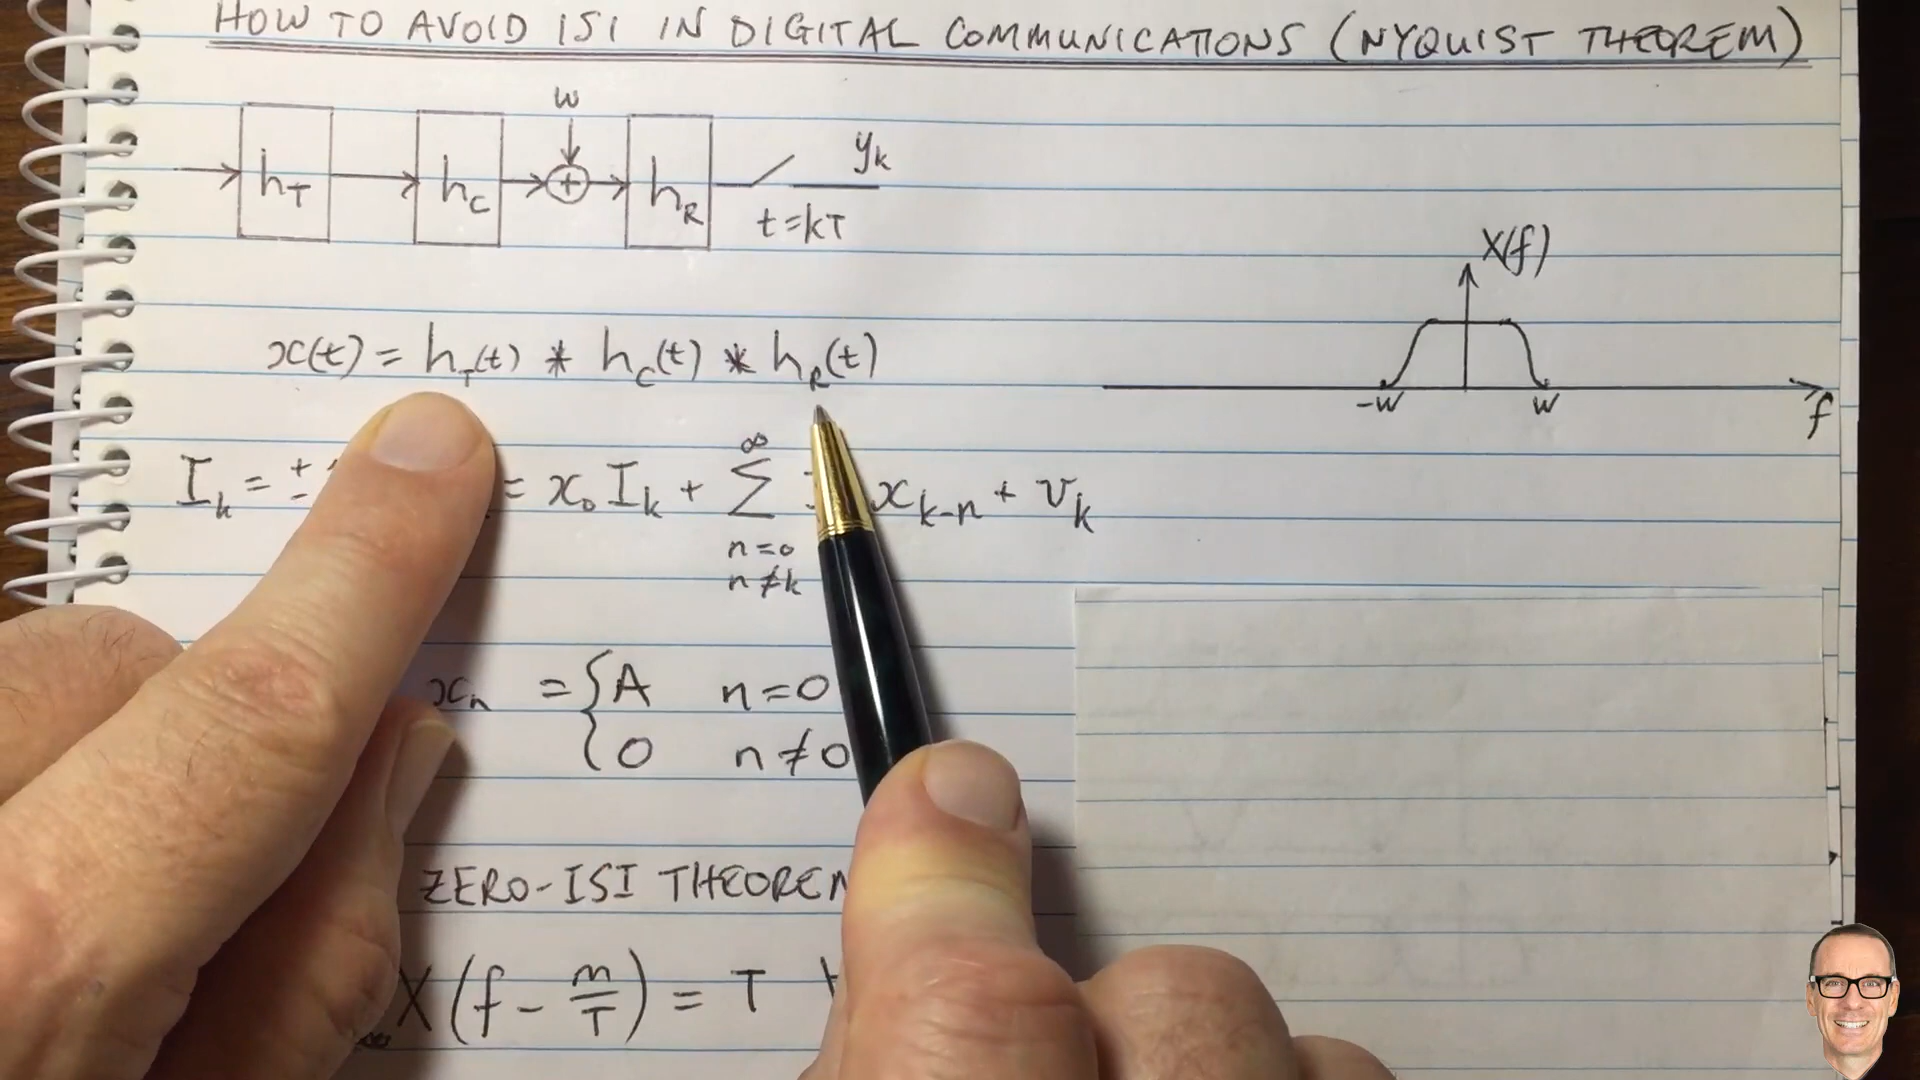 HOW TO AVOID ISI IN DIGITAL COMMUNICATIONS (NYQUIST THEOREM)
w
h_T h_C + h_R y_k
t=kT
X(f)
-W W f
x(t) = h_T(t) * h_C(t) * h_R(t)
I_k = ± = x_0 I_k + ∑ x_{k-n} + v_k
∞
n=0
n≠k
x_n = { A n=0
0 n≠0
ZERO-ISI THEOREM
X(f - m/T) = T